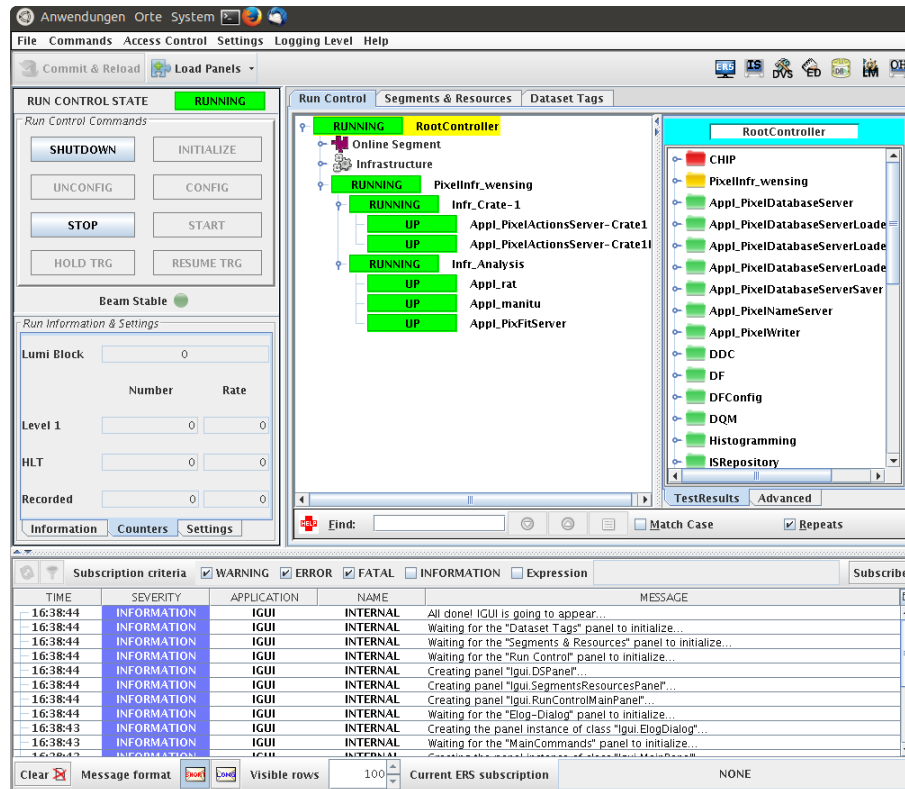 Anwendungen Orte System
File Commands Access Control Settings Logging Level Help
Commit & Reload Load Panels
ERS IS DVS ED DB LM
RUN CONTROL STATE RUNNING
Run Control Commands
SHUTDOWN INITIALIZE
UNCONFIG CONFIG
STOP START
HOLD TRG RESUME TRG
Beam Stable
Run Information & Settings
Lumi Block 0
Number Rate
Level 1 0 0
HLT 0 0
Recorded 0 0
Information Counters Settings
Run Control Segments & Resources Dataset Tags
RUNNING RootController
Online Segment
Infrastructure
RUNNING PixelInfr_wensing
RUNNING Infr_Crate-1
UP Appl_PixelActionsServer-Crate1
UP Appl_PixelActionsServer-Crate1I
RUNNING Infr_Analysis
UP Appl_rat
UP Appl_manitu
UP Appl_PixFitServer
RootController
CHIP
PixelInfr_wensing
Appl_PixelDatabaseServer
Appl_PixelDatabaseServerLoade
Appl_PixelDatabaseServerLoade
Appl_PixelDatabaseServerLoade
Appl_PixelDatabaseServerSaver
Appl_PixelNameServer
Appl_PixelWriter
DDC
DF
DFConfig
DQM
Histogramming
ISRepository
TestResults Advanced
HELP Find: Match Case Repeats
Subscription criteria WARNING ERROR FATAL INFORMATION Expression Subscribe
TIME SEVERITY APPLICATION NAME MESSAGE
16:38:44 INFORMATION IGUI INTERNAL All done! IGUI is going to appear...
16:38:44 INFORMATION IGUI INTERNAL Waiting for the "Dataset Tags" panel to initialize...
16:38:44 INFORMATION IGUI INTERNAL Waiting for the "Segments & Resources" panel to initialize...
16:38:44 INFORMATION IGUI INTERNAL Waiting for the "Run Control" panel to initialize...
16:38:44 INFORMATION IGUI INTERNAL Creating panel "Igui.DSPanel"...
16:38:44 INFORMATION IGUI INTERNAL Creating panel "Igui.SegmentsResourcesPanel"...
16:38:44 INFORMATION IGUI INTERNAL Creating panel "Igui.RunControlMainPanel"...
16:38:44 INFORMATION IGUI INTERNAL Waiting for the "Elog-Dialog" panel to initialize...
16:38:43 INFORMATION IGUI INTERNAL Creating the panel instance of class "Igui.ElogDialog"...
16:38:43 INFORMATION IGUI INTERNAL Waiting for the "MainCommands" panel to initialize...
Clear Message format SHORT LONG Visible rows 100 Current ERS subscription NONE